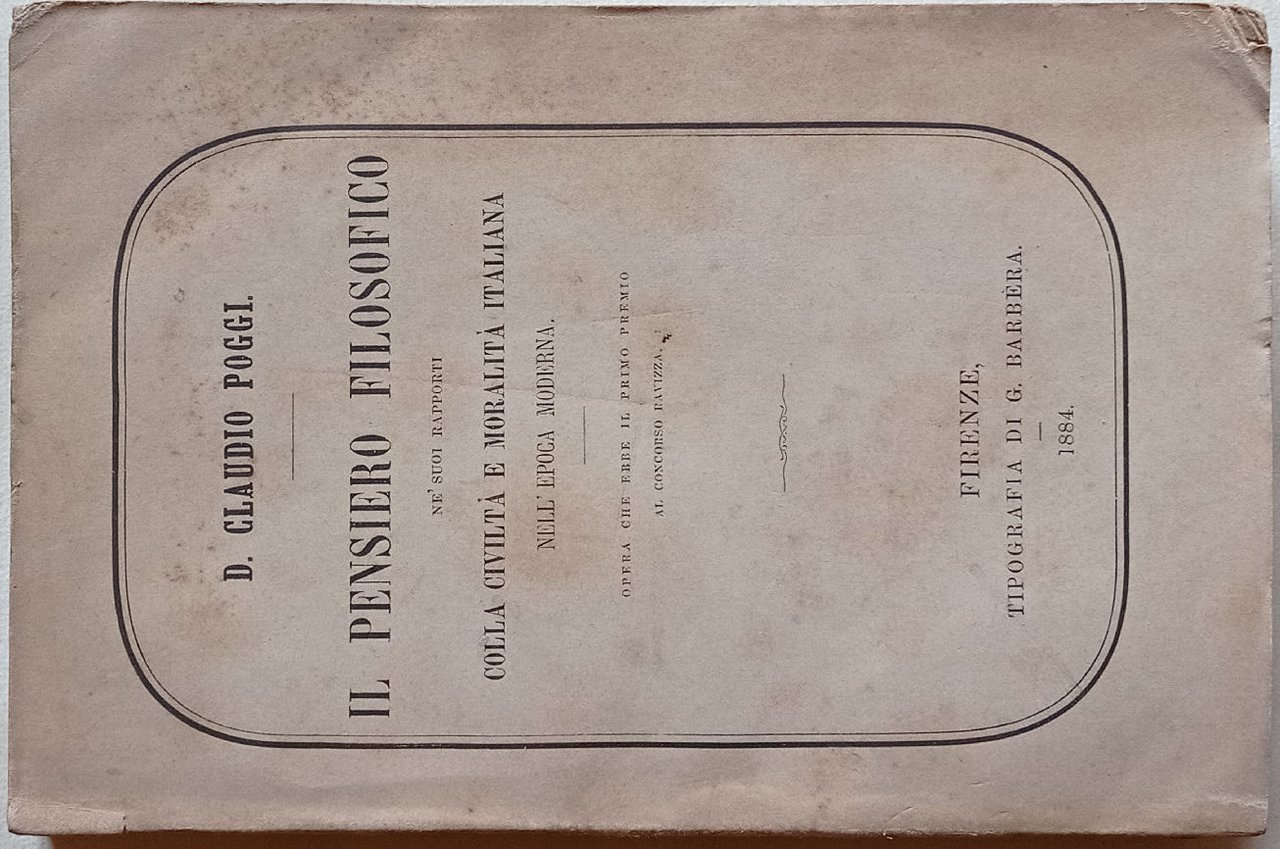 D. CLAUDIO POGGI.
IL PENSIERO FILOSOFICO
NE' SUOI RAPPORTI
COLLA CIVILTÀ E MORALITÀ ITALIANA
NELL' EPOCA MODERNA.
OPERA CHE EBBE IL PRIMO PREMIO
AL CONCORSO RAVIZZA.
FIRENZE,
TIPOGRAFIA DI G. BARBÈRA.
1884.